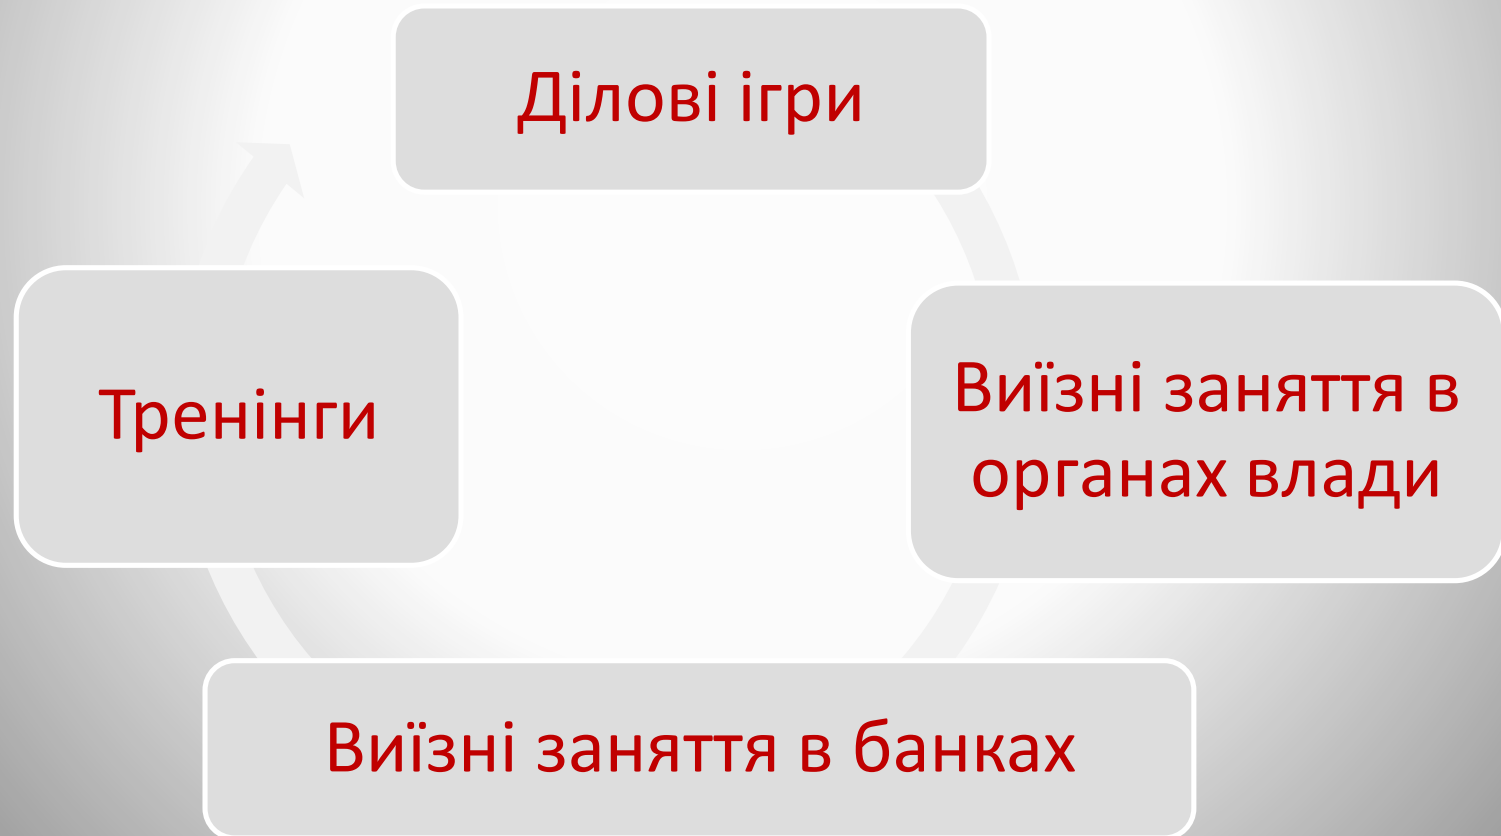 Ділові ігри
Виїзні заняття в
органах влади
Виїзні заняття в банках
Тренінги